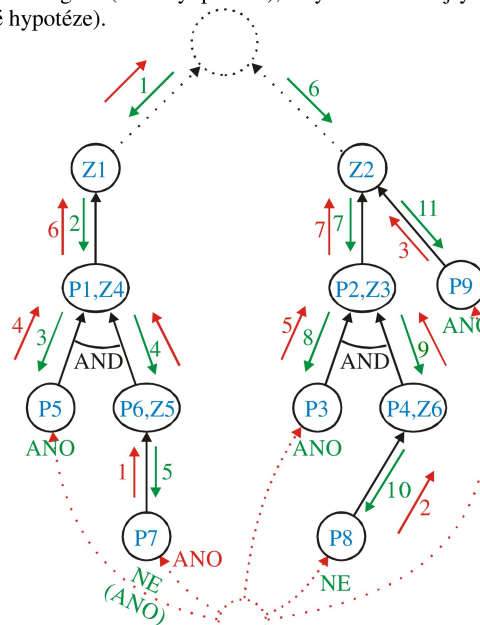 é hypotéze).
1
6
Z1
Z2
6
2
7
7
11
3
P1,Z4
P2,Z3
P9
4
3
4
5
8
9
ANO
AND
AND
P5
P6,Z5
P3
P4,Z6
ANO
ANO
1
5
10
2
P7
P8
ANO
NE
(ANO)
NE